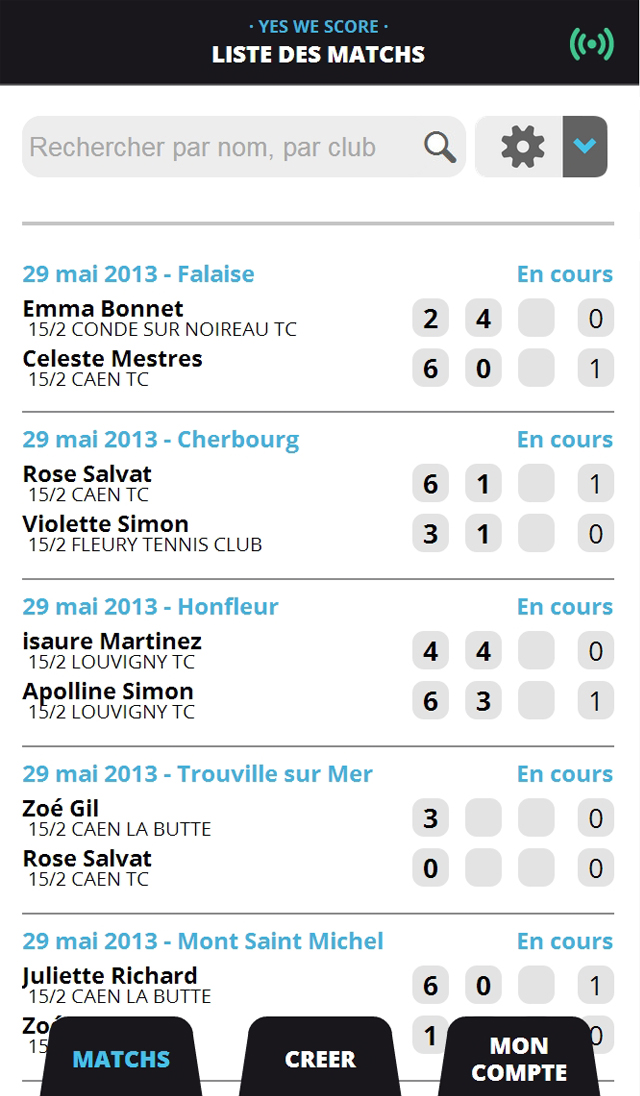 · YES WE SCORE ·
LISTE DES MATCHS
Rechercher par nom, par club
29 mai 2013 - Falaise En cours
Emma Bonnet 2 4 0
15/2 CONDE SUR NOIREAU TC
Celeste Mestres 6 0 1
15/2 CAEN TC
29 mai 2013 - Cherbourg En cours
Rose Salvat 6 1 1
15/2 CAEN TC
Violette Simon 3 1 0
15/2 FLEURY TENNIS CLUB
29 mai 2013 - Honfleur En cours
isaure Martinez 4 4 0
15/2 LOUVIGNY TC
Apolline Simon 6 3 1
15/2 LOUVIGNY TC
29 mai 2013 - Trouville sur Mer En cours
Zoé Gil 3 0
15/2 CAEN LA BUTTE
Rose Salvat 0 0
15/2 CAEN TC
29 mai 2013 - Mont Saint Michel En cours
Juliette Richard 6 0 1
15/2 CAEN LA BUTTE
1 0
MATCHS CREER MON COMPTE